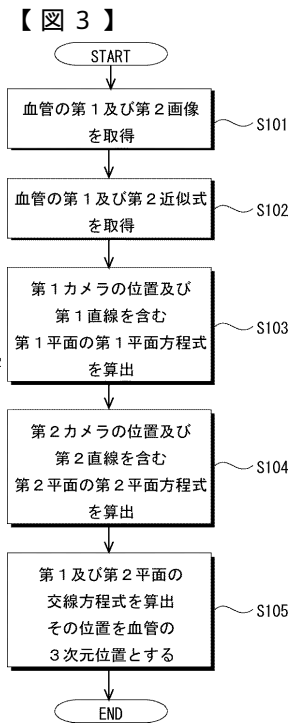 【図３】
START
血管の第１及び第２画像
を取得
S101
血管の第１及び第２近似式
を取得
S102
第１カメラの位置及び
第１直線を含む
第１平面の第１平面方程式
を算出
S103
第２カメラの位置及び
第２直線を含む
第２平面の第２平面方程式
を算出
S104
第１及び第２平面の
交線方程式を算出
その位置を血管の
３次元位置とする
S105
END